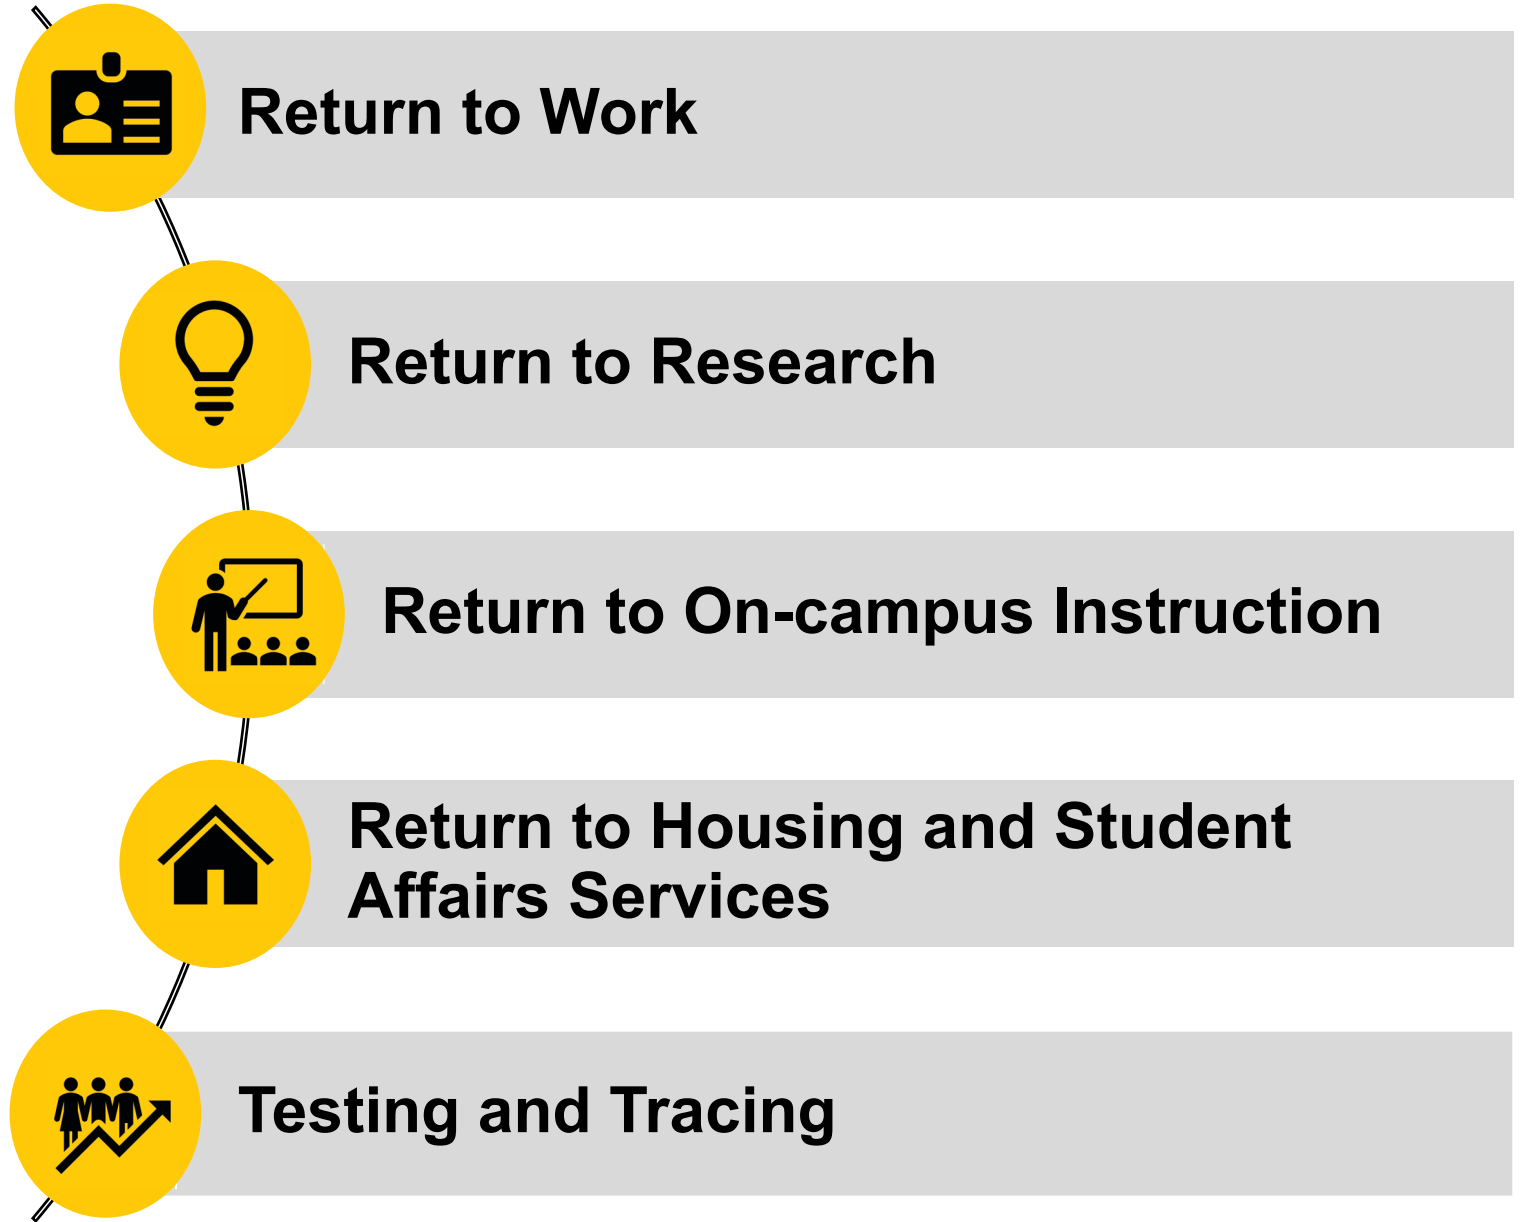 Return to Work
Return to Research
Return to On-campus Instruction
Return to Housing and Student
Affairs Services
Testing and Tracing